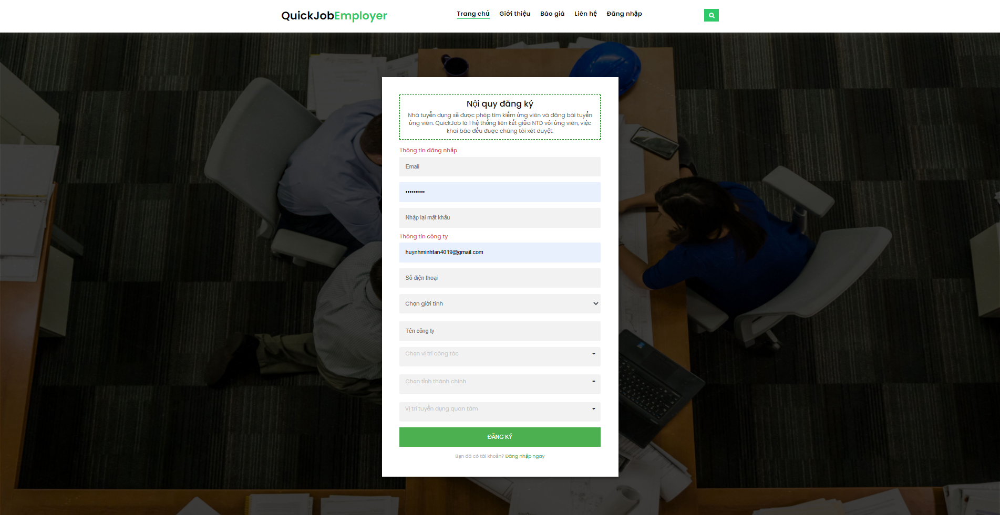 QuickJobEmployer
Trang chủ Giới thiệu Báo giá Liên hệ Đăng nhập
Nội quy đăng ký
Nhà tuyển dụng sẽ được phép tìm kiếm ứng viên và đăng bài tuyển
ứng viên. QuickJob là 1 hệ thống liên kết giữa NTD với ứng viên, việc
khai báo đều được chúng tôi xét duyệt.
Thông tin đăng nhập
Email
••••••••••
Nhập lại mật khẩu
Thông tin công ty
huynhminhtan4019@gmail.com
Số điện thoại
Chọn giới tính
Tên công ty
Chọn vị trí công tác
Chọn tỉnh thành chính
Vị trí tuyển dụng quan tâm
ĐĂNG KÝ
Bạn đã có tài khoản? Đăng nhập ngay